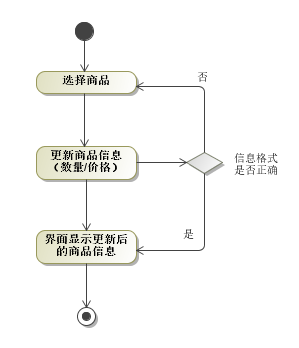 选择商品
否
更新商品信息
（数量/价格）
信息格式
是否正确
是
界面显示更新后
的商品信息